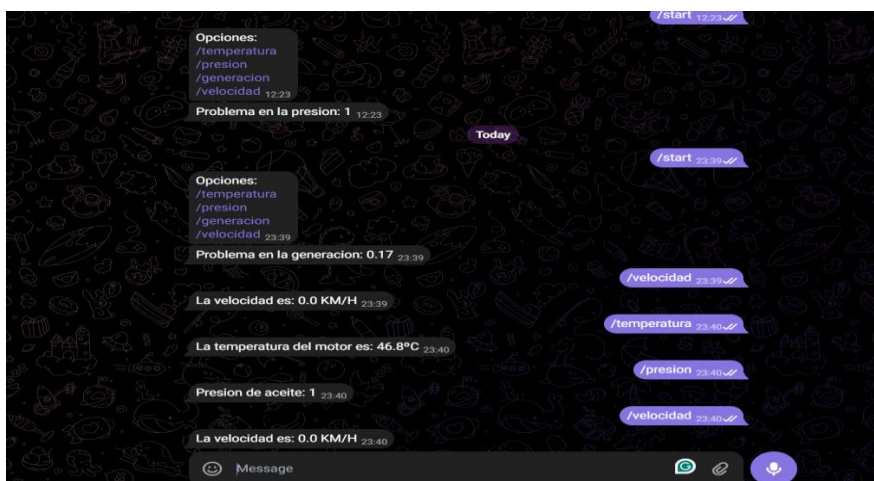 /start 12:23
Opciones:
/temperatura
/presion
/generacion
/velocidad 12:23
Problema en la presion: 1 12:23
Today
/start 23:39
Opciones:
/temperatura
/presion
/generacion
/velocidad 23:39
Problema en la generacion: 0.17 23:39
/velocidad 23:39
La velocidad es: 0.0 KM/H 23:39
/temperatura 23:40
La temperatura del motor es: 46.8ºC 23:40
/presion 23:40
Presion de aceite: 1 23:40
/velocidad 23:40
La velocidad es: 0.0 KM/H 23:40
Message